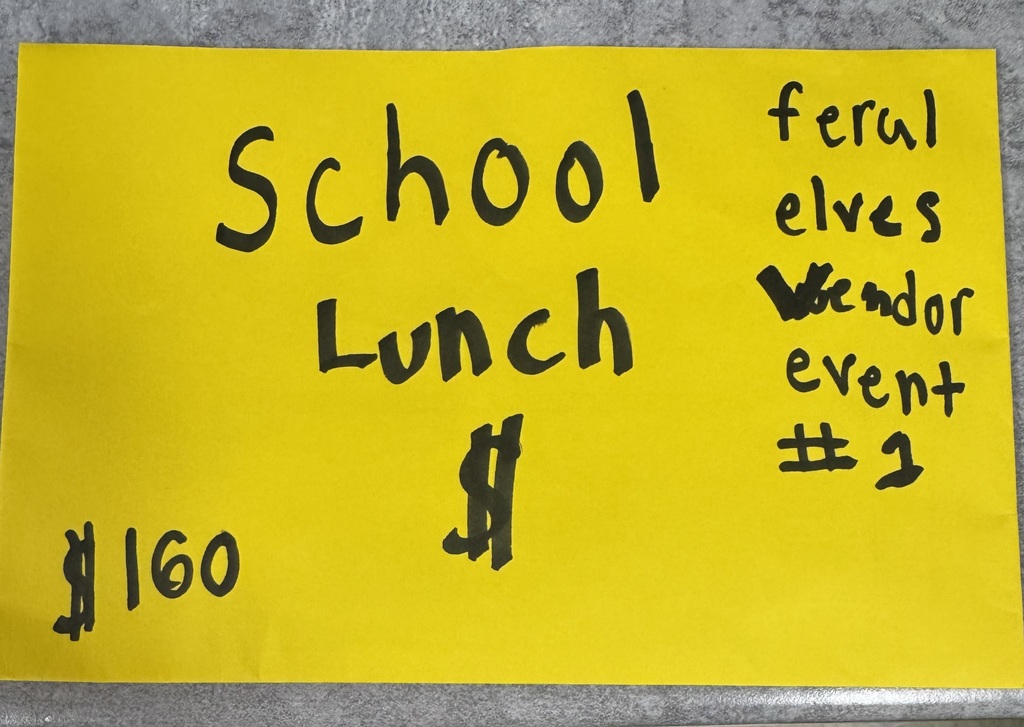 School
Lunch
$
$160
feral
elves
vendor
event
#1